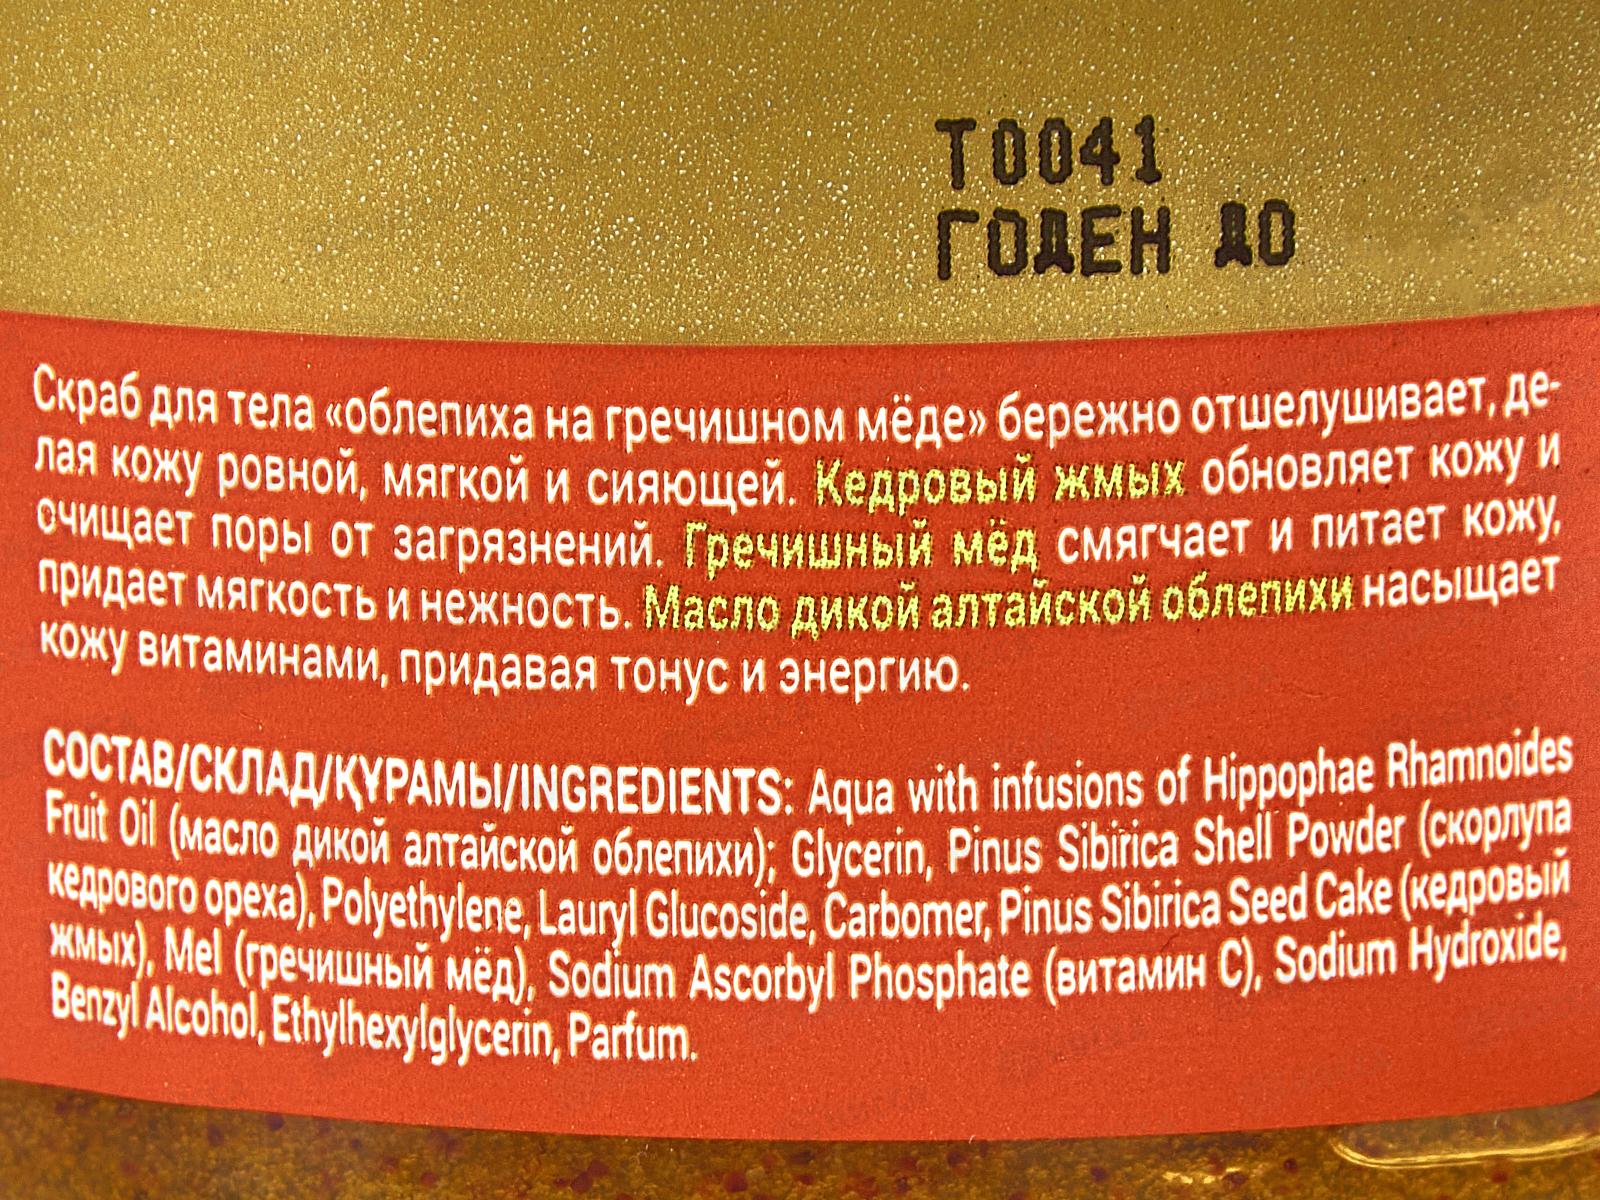 Т0041
ГОДЕН ДО
Скраб для тела «облепиха на гречишном мёде» бережно отшелушивает, де-
лая кожу ровной, мягкой и сияющей. Кедровый жмых обновляет кожу и
очищает поры от загрязнений. Гречишный мёд смягчает и питает кожу,
придает мягкость и нежность. Масло дикой алтайской облепихи насыщает
кожу витаминами, придавая тонус и энергию.
СОСТАВ/СКЛАД/ҚҰРАМЫ/INGREDIENTS: Aqua with infusions of Hippophae Rhamnoides
Fruit Oil (масло дикой алтайской облепихи); Glycerin, Pinus Sibirica Shell Powder (скорлупа
кедрового ореха), Polyethylene, Lauryl Glucoside, Carbomer, Pinus Sibirica Seed Cake (кедровый
жмых), Mel (гречишный мёд), Sodium Ascorbyl Phosphate (витамин С), Sodium Hydroxide,
Benzyl Alcohol, Ethylhexylglycerin, Parfum.